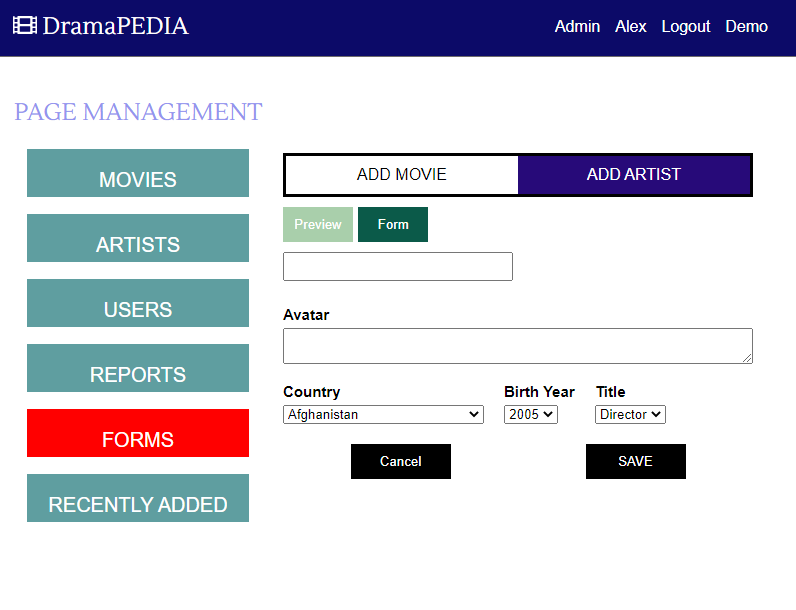 DramaPEDIA
Admin Alex Logout Demo
PAGE MANAGEMENT
MOVIES
ARTISTS
USERS
REPORTS
FORMS
RECENTLY ADDED
ADD MOVIE ADD ARTIST
Preview Form
Avatar
Country Birth Year Title
Afghanistan 2005 Director
Cancel SAVE